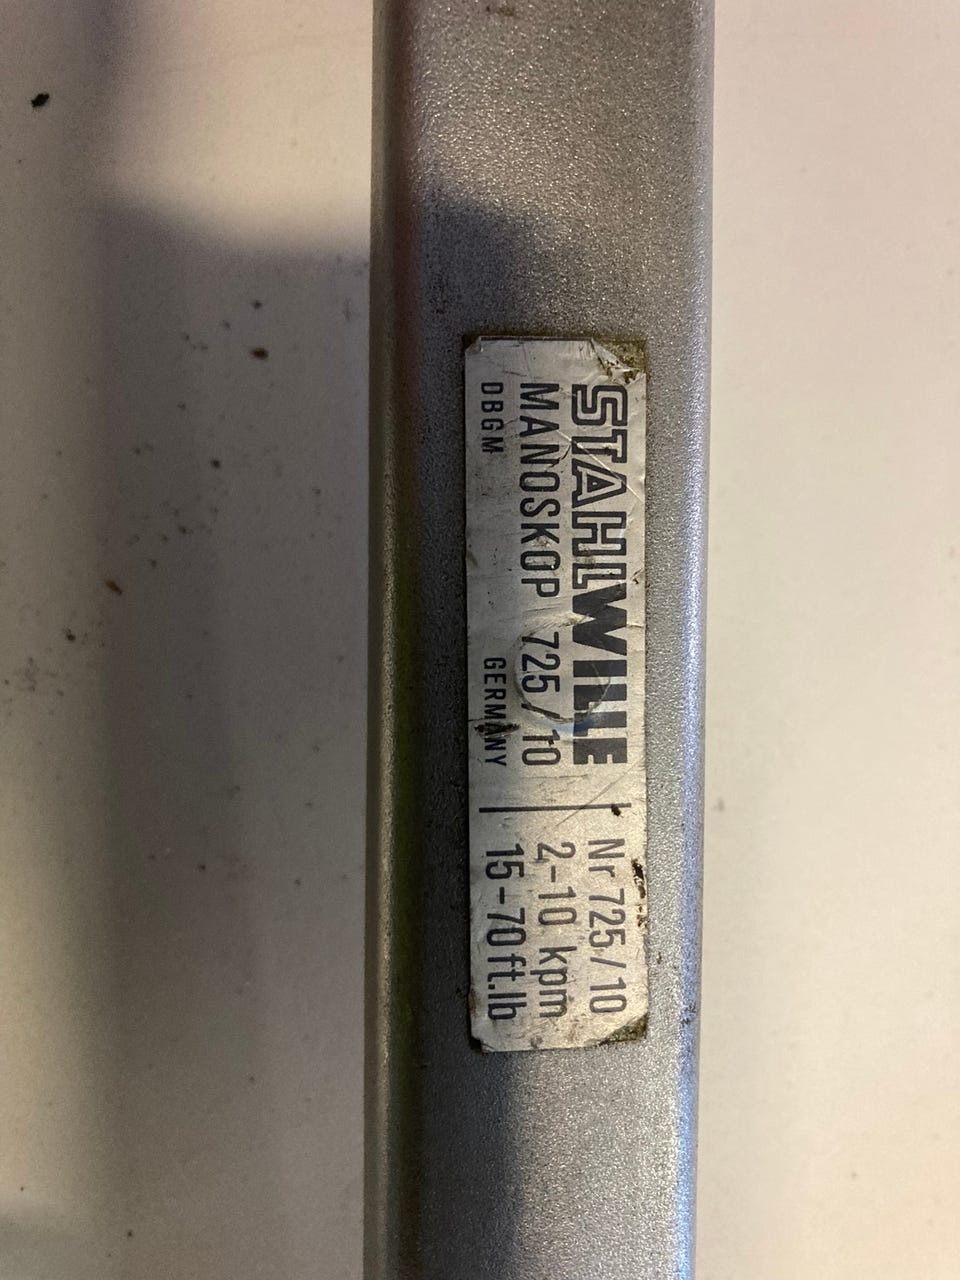 STAHLWILLE
MANOSKOP 725/10
DBGM GERMANY
Nr 725/10
2-10 kpm
15-70 ft.lb